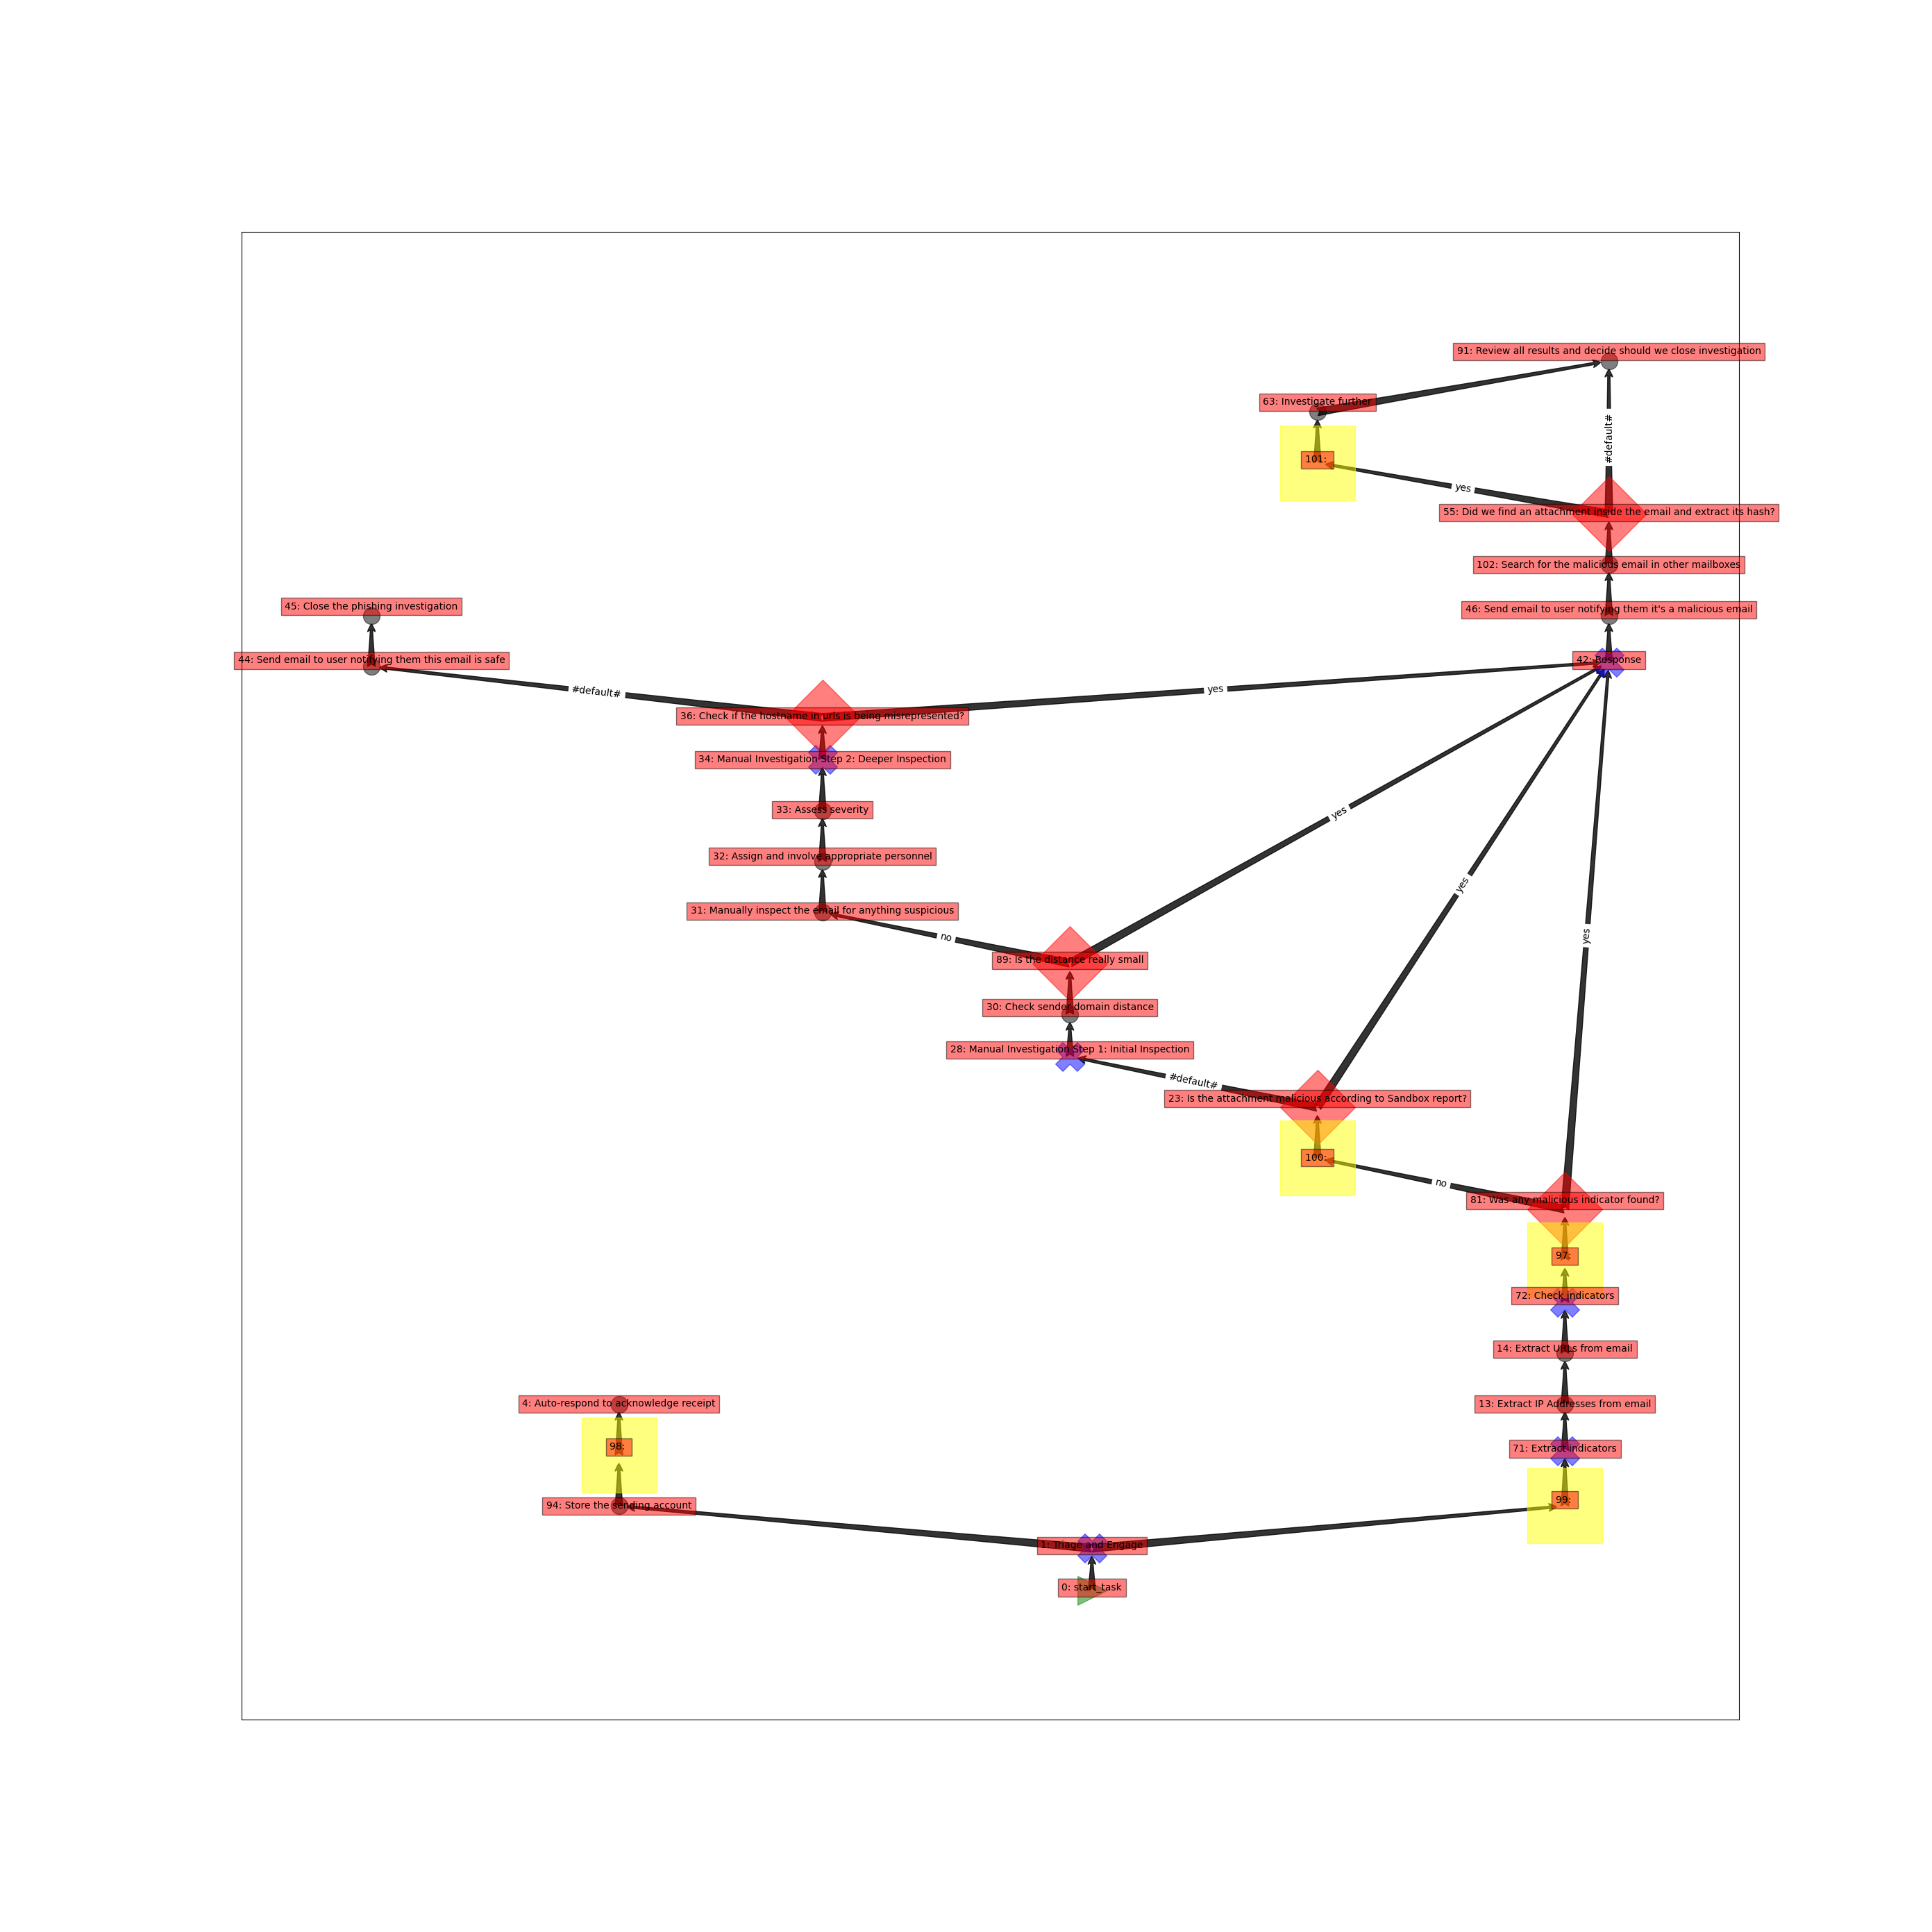 91: Review all results and decide should we close investigation
63: Investigate further
#default#
101:
yes
55: Did we find an attachment inside the email and extract its hash?
102: Search for the malicious email in other mailboxes
45: Close the phishing investigation
46: Send email to user notifying them it's a malicious email
44: Send email to user notifying them this email is safe
42: Response
#default#
yes
36: Check if the hostname in urls is being misrepresented?
34: Manual Investigation Step 2: Deeper Inspection
33: Assess severity
yes
32: Assign and involve appropriate personnel
yes
31: Manually inspect the email for anything suspicious
no
yes
89: Is the distance really small
30: Check sender domain distance
28: Manual Investigation Step 1: Initial Inspection
#default#
23: Is the attachment malicious according to Sandbox report?
100:
no
81: Was any malicious indicator found?
97:
72: Check indicators
14: Extract URLs from email
4: Auto-respond to acknowledge receipt
13: Extract IP Addresses from email
98:
71: Extract indicators
99:
94: Store the sending account
1: Triage and Engage
0: start_task